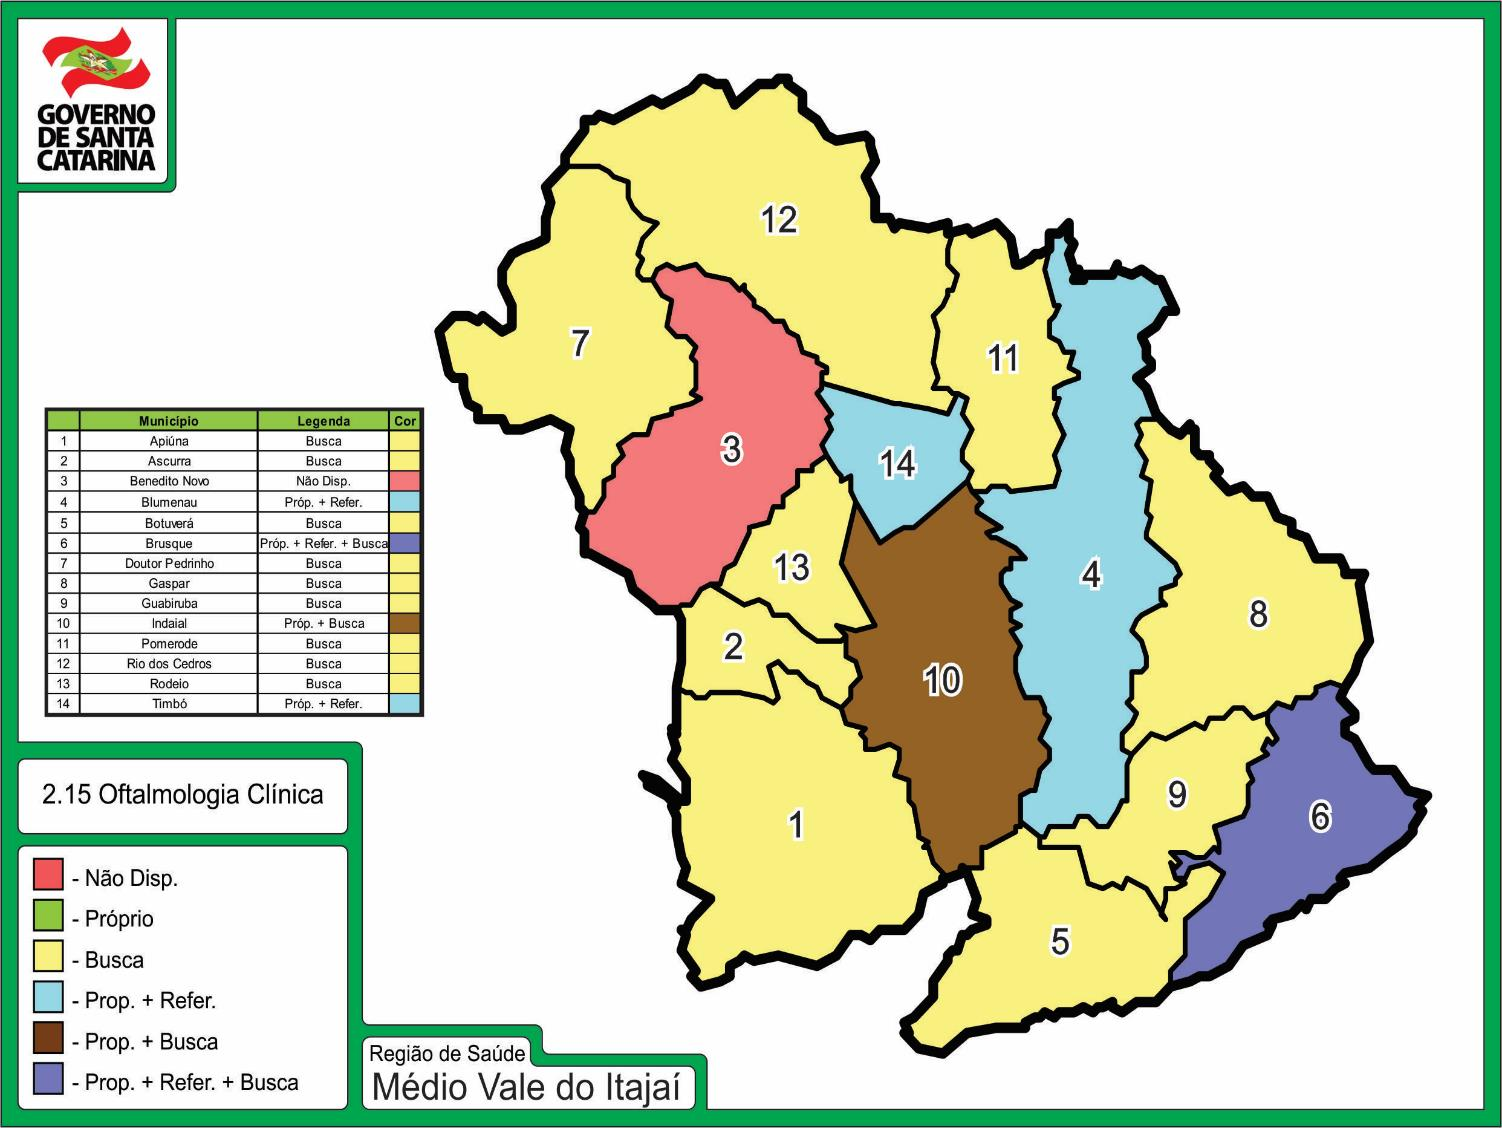 GOVERNO
DE SANTA
CATARINA
12
7
11
3
14
13
4
8
2
10
1
9
6
5
Município Legenda Cor
1 Apiúna Busca
2 Ascurra Busca
3 Benedito Novo Não Disp.
4 Blumenau Próp. + Refer.
5 Botuverá Busca
6 Brusque Próp. + Refer. + Busca
7 Doutor Pedrinho Busca
8 Gaspar Busca
9 Guabiruba Busca
10 Indaial Próp. + Busca
11 Pomerode Busca
12 Rio dos Cedros Busca
13 Rodeio Busca
14 Timbó Próp. + Refer.
2.15 Oftalmologia Clínica
- Não Disp.
- Próprio
- Busca
- Prop. + Refer.
- Prop. + Busca
- Prop. + Refer. + Busca
Região de Saúde
Médio Vale do Itajaí